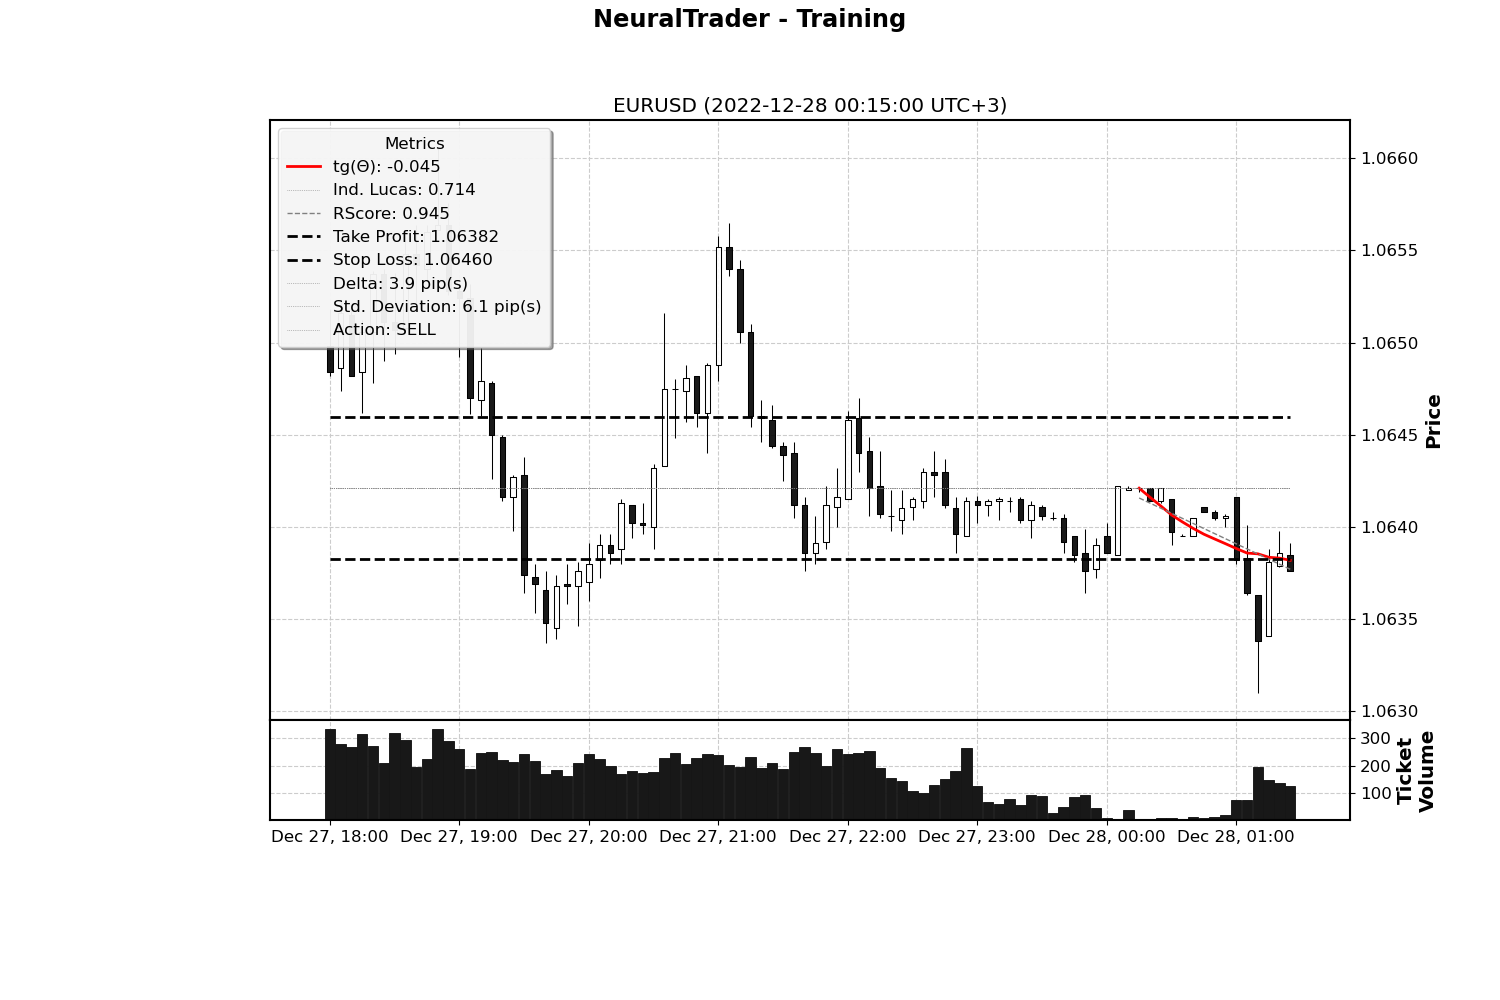 NeuralTrader - Training
EURUSD (2022-12-28 00:15:00 UTC+3)
Metrics
tg(Θ): -0.045
Ind. Lucas: 0.714
RScore: 0.945
Take Profit: 1.06382
Stop Loss: 1.06460
Delta: 3.9 pip(s)
Std. Deviation: 6.1 pip(s)
Action: SELL
1.0660
1.0655
1.0650
1.0645
1.0640
1.0635
1.0630
Price
300
200
100
Ticket
Volume
Dec 27, 18:00 Dec 27, 19:00 Dec 27, 20:00 Dec 27, 21:00 Dec 27, 22:00 Dec 27, 23:00 Dec 28, 00:00 Dec 28, 01:00